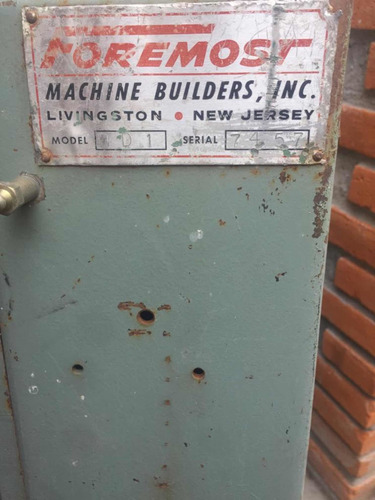 FOREMOST
MACHINE BUILDERS, INC.
LIVINGSTON • NEW JERSEY
MODEL SERIAL